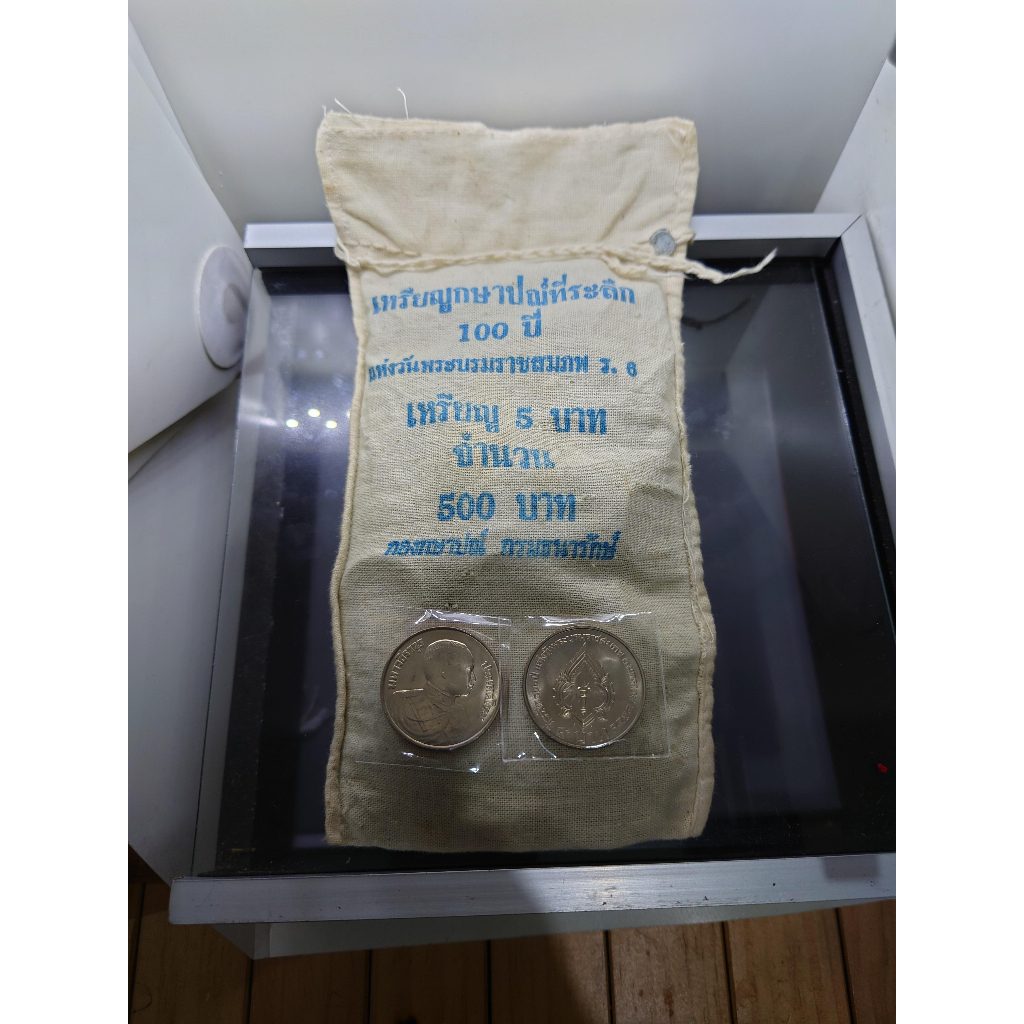 เหรียญกษาปณ์ที่ระลึก
100 ปี
แห่งวันพระบรมราชสมภพ ร. 6
เหรียญ 5 บาท
จำนวน
500 บาท
กองกษาปณ์ กรมธนารักษ์